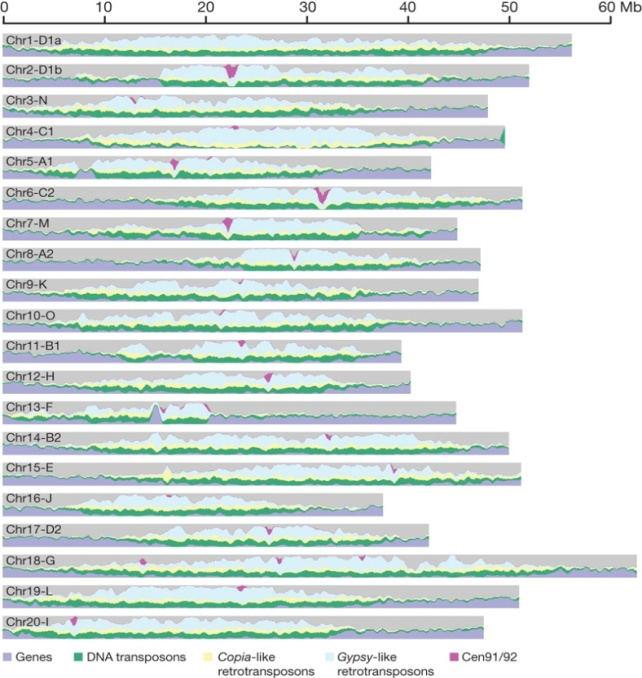 0 10 20 30 40 50 60 Mb
Chr1-D1a
Chr2-D1b
Chr3-N
Chr4-C1
Chr5-A1
Chr6-C2
Chr7-M
Chr8-A2
Chr9-K
Chr10-O
Chr11-B1
Chr12-H
Chr13-F
Chr14-B2
Chr15-E
Chr16-J
Chr17-D2
Chr18-G
Chr19-L
Chr20-I
Genes DNA transposons Copia-like Gypsy-like Cen91/92
retrotransposons retrotransposons